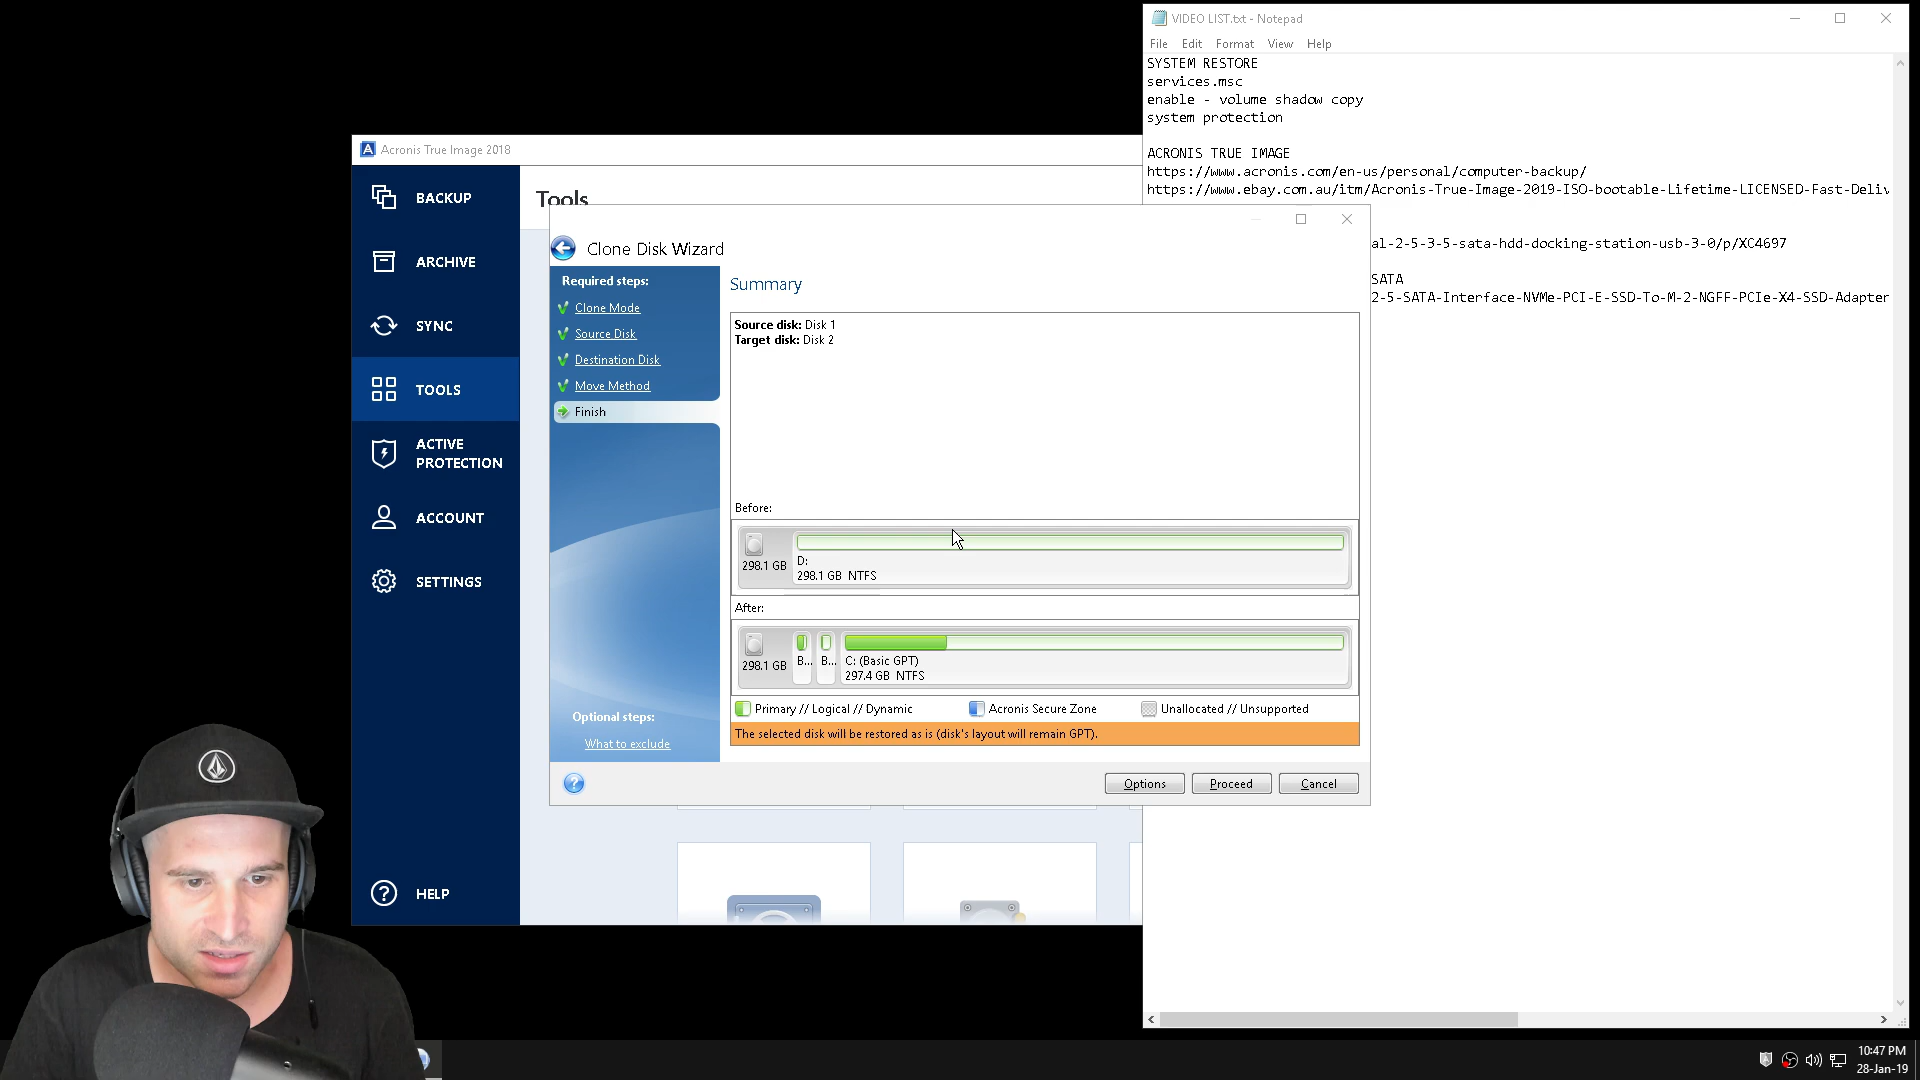 VIDEO LIST.txt - Notepad
File Edit Format View Help
SYSTEM RESTORE
services.msc
enable - volume shadow copy
system protection
ACRONIS TRUE IMAGE
https://www.acronis.com/en-us/personal/computer-backup/
https://www.ebay.com.au/itm/Acronis-True-Image-2019-ISO-bootable-Lifetime-LICENSED-Fast-Deliv
al-2-5-3-5-sata-hdd-docking-station-usb-3-0/p/XC4697
SATA
2-5-SATA-Interface-NVMe-PCI-E-SSD-To-M-2-NGFF-PCIe-X4-SSD-Adapter
A Acronis True Image 2018
BACKUP
ARCHIVE
SYNC
TOOLS
ACTIVE
PROTECTION
ACCOUNT
SETTINGS
HELP
Tools
Clone Disk Wizard
Required steps:
Clone Mode
Source Disk
Destination Disk
Move Method
Finish
Optional steps:
What to exclude
Summary
Source disk: Disk 1
Target disk: Disk 2
Before:
298.1 GB
D:
298.1 GB NTFS
After:
298.1 GB
B...
B...
C: (Basic GPT)
297.4 GB NTFS
Primary // Logical // Dynamic
Acronis Secure Zone
Unallocated // Unsupported
The selected disk will be restored as is (disk's layout will remain GPT).
?
Options
Proceed
Cancel
10:47 PM
28-Jan-19